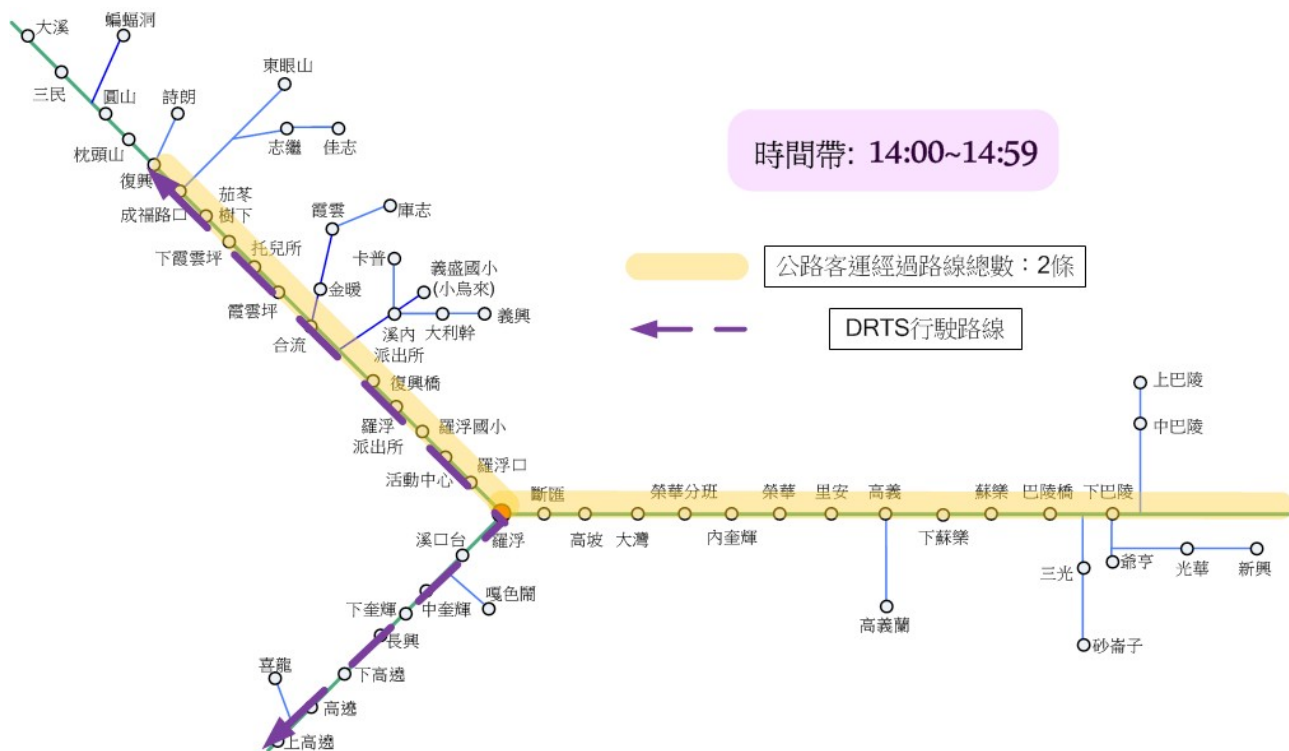 大溪
蝙蝠洞
三民
圓山
詩朗
東眼山
志繼
佳志
枕頭山
復興
成福路口
茄苳
樹下
下霞雲坪
托兒所
霞雲
庫志
霞雲坪
金暖
卡普
義盛國小
(小烏來)
合流
溪內
派出所
大利幹
義興
復興橋
羅浮
派出所
羅浮國小
活動中心
羅浮口
時間帶: 14:00~14:59
公路客運經過路線總數：2條
DRTS行駛路線
上巴陵
中巴陵
斷匯
榮華分班
榮華
里安
高義
蘇樂
巴陵橋
下巴陵
羅浮
高坡
大灣
內奎輝
下蘇樂
三光
爺亨
光華
新興
高義蘭
砂崙子
溪口台
嘎色鬧
下奎輝
中奎輝
長興
喜龍
下高遶
高遶
上高遶